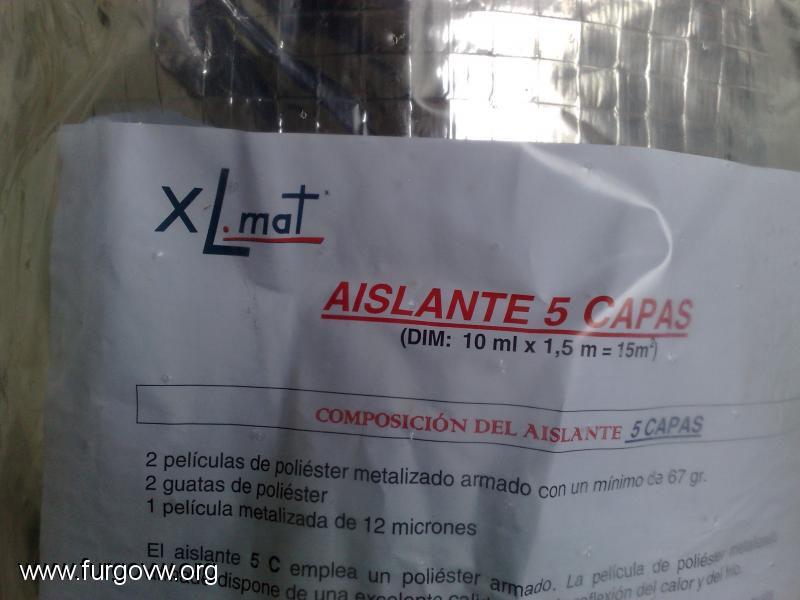 XL.mat
AISLANTE 5 CAPAS
(DIM: 10 ml x 1,5 m = 15m²)
COMPOSICIÓN DEL AISLANTE 5 CAPAS
2 películas de poliéster metalizado armado con un mínimo de 67 gr.
2 guatas de poliéster
1 película metalizada de 12 micrones
El aislante 5 C emplea un poliéster armado. La película de poliéster metalizado
dispone de una excelente reflexión del calor y del frio.
www.furgovw.org